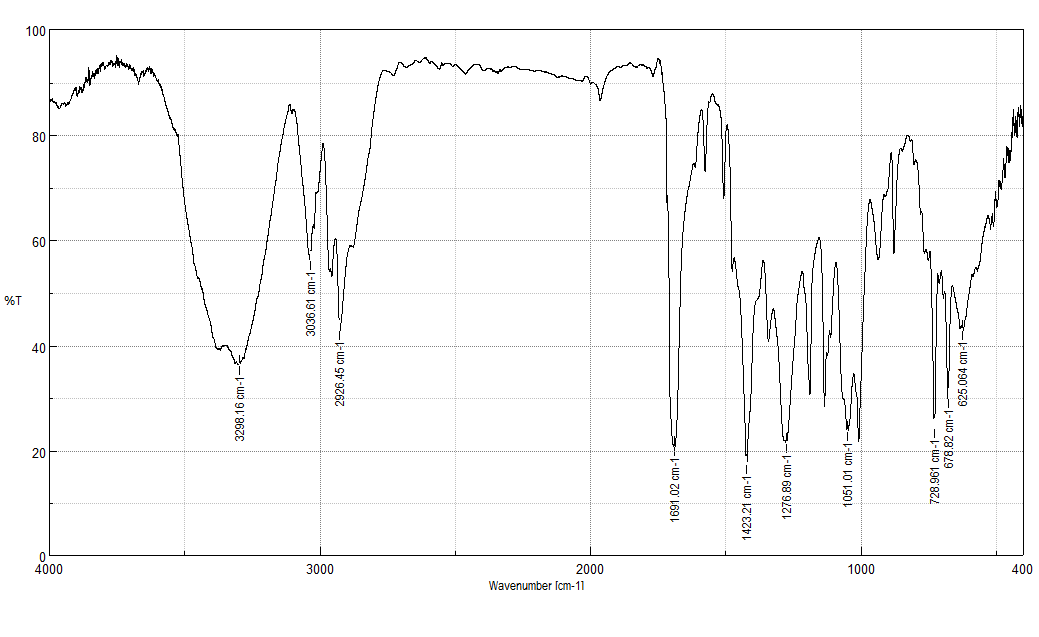 100
80
60
%T
40
20
0
3036.61 cm-1
2926.45 cm-1
3298.16 cm-1
1691.02 cm-1
1423.21 cm-1
1276.89 cm-1
1051.01 cm-1
728.961 cm-1
678.82 cm-1
625.064 cm-1
4000
3000
2000
1000
400
Wavenumber [cm-1]